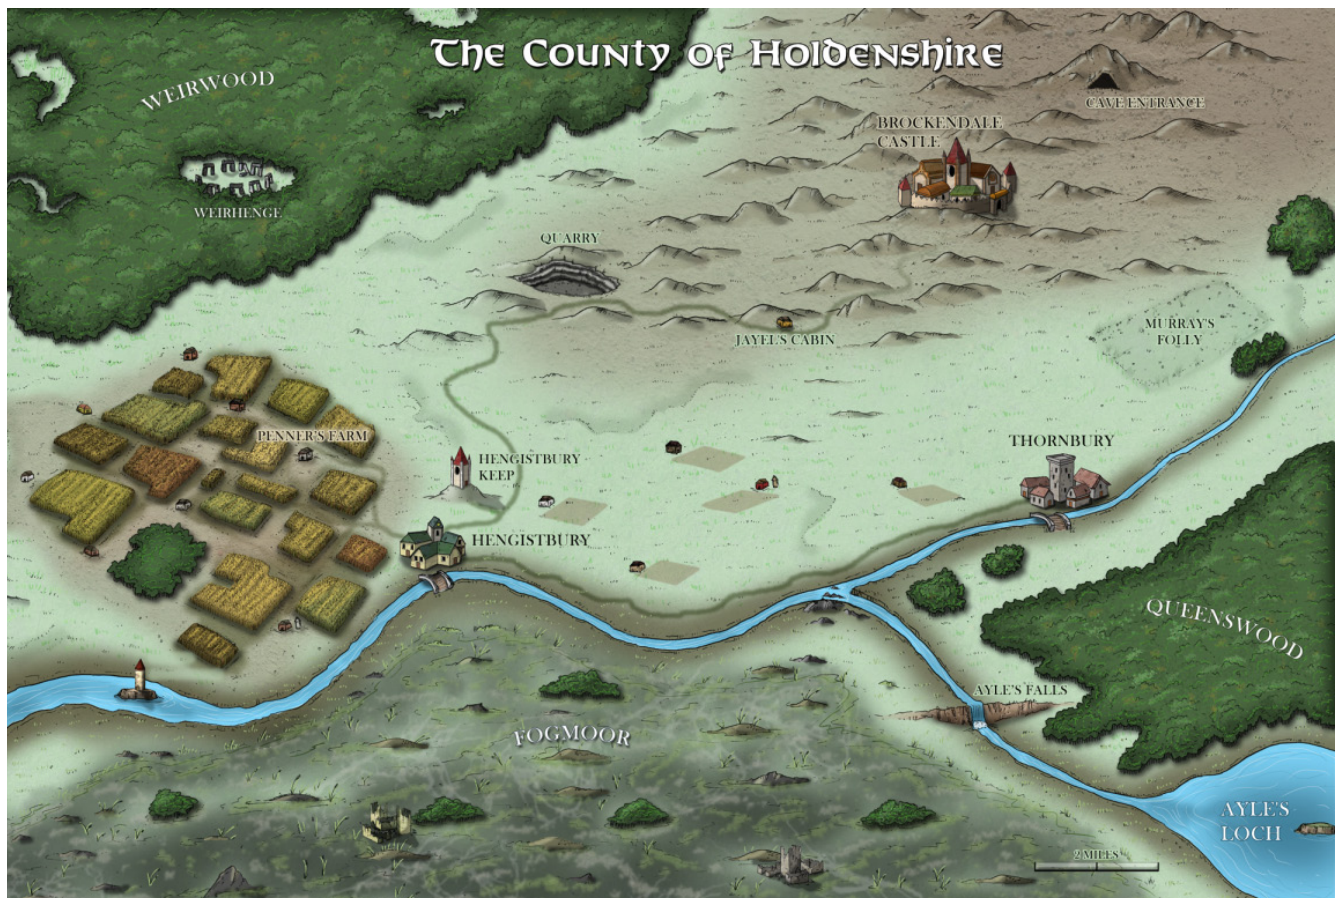 The County of Holdenshire
WEIRWOOD
CAVE ENTRANCE
BROCKENDALE
CASTLE
WEIRHENGE
QUARRY
MURRAY'S
FOLLY
JAYEL'S CABIN
PENNER'S FARM
THORNBURY
HENGISTBURY
KEEP
HENGISTBURY
QUEENSWOOD
AYLE'S FALLS
FOGMOOR
AYLE'S
LOCH
2 MILES